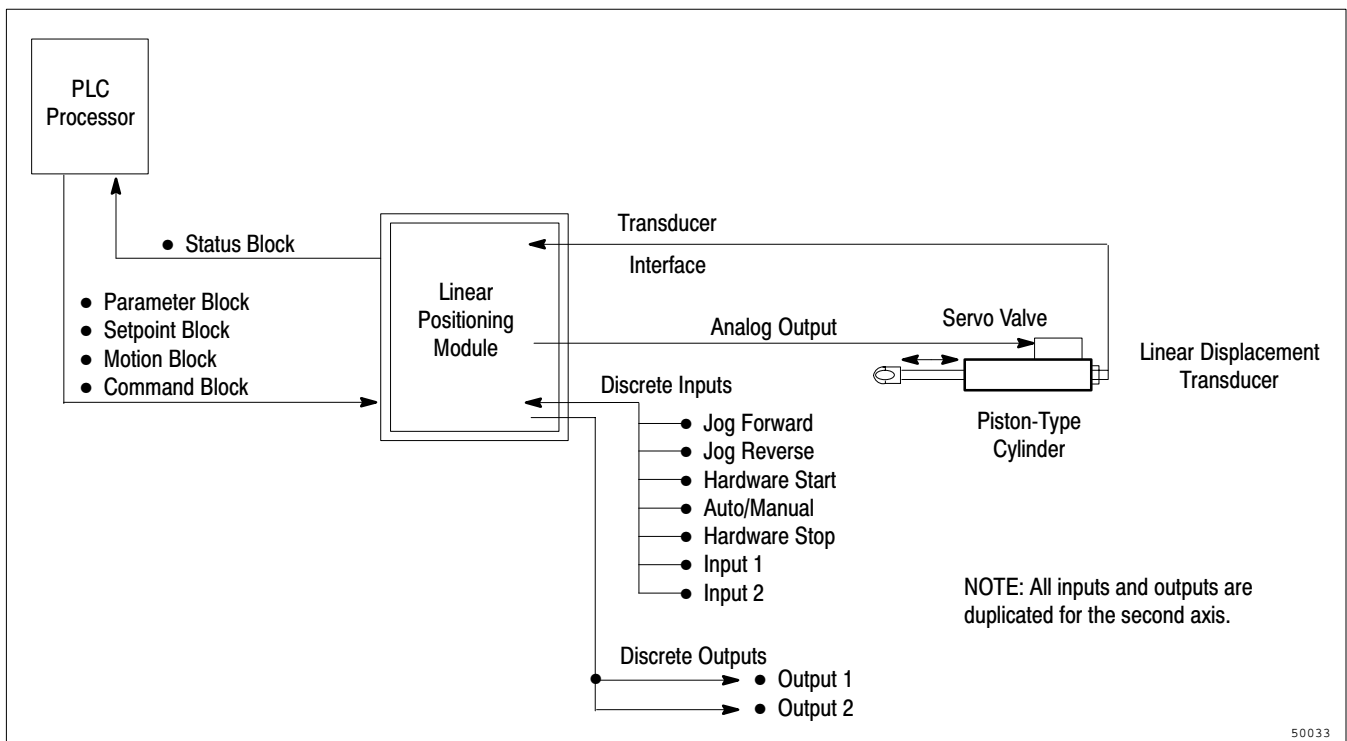 PLC
Processor
● Status Block
● Parameter Block
● Setpoint Block
● Motion Block
● Command Block
Linear
Positioning
Module
Transducer
Interface
Analog Output
Servo Valve
Linear Displacement
Transducer
Piston-Type
Cylinder
Discrete Inputs
● Jog Forward
● Jog Reverse
● Hardware Start
● Auto/Manual
● Hardware Stop
● Input 1
● Input 2
NOTE: All inputs and outputs are
duplicated for the second axis.
Discrete Outputs
● Output 1
● Output 2
50033